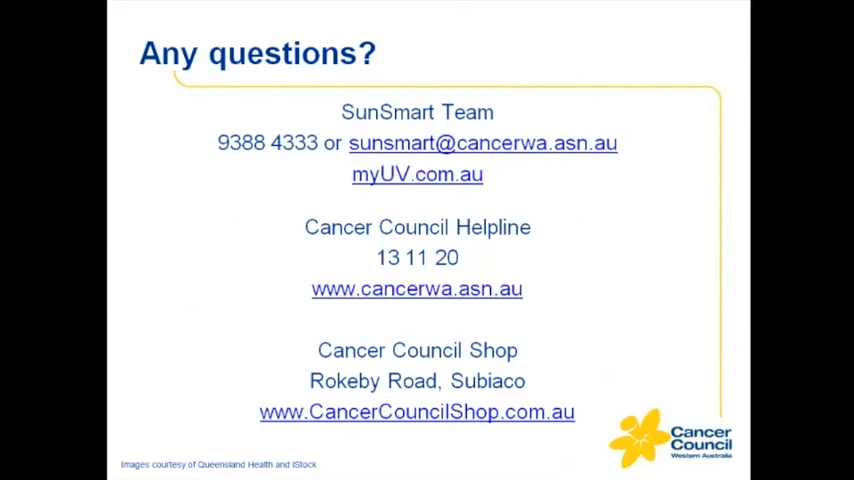 Any questions?
SunSmart Team
9388 4333 or sunsmart@cancerwa.asn.au
myUV.com.au
Cancer Council Helpline
13 11 20
www.cancerwa.asn.au
Cancer Council Shop
Rokeby Road, Subiaco
www.CancerCouncilShop.com.au
Cancer
Council
Western Australia
Images courtesy of Queensland Health and iStock